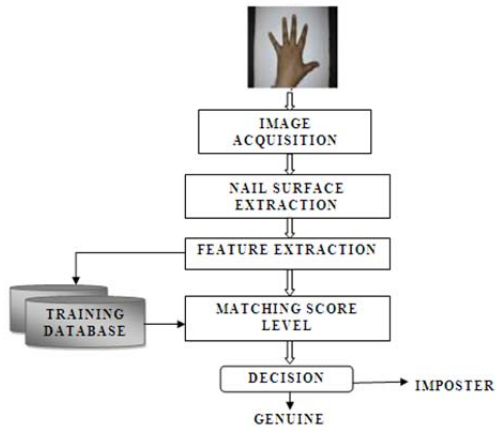 IMAGE
ACQUISITION
NAIL SURFACE
EXTRACTION
FEATURE EXTRACTION
TRAINING
DATABASE
MATCHING SCORE
LEVEL
DECISION
IMPOSTER
GENUINE